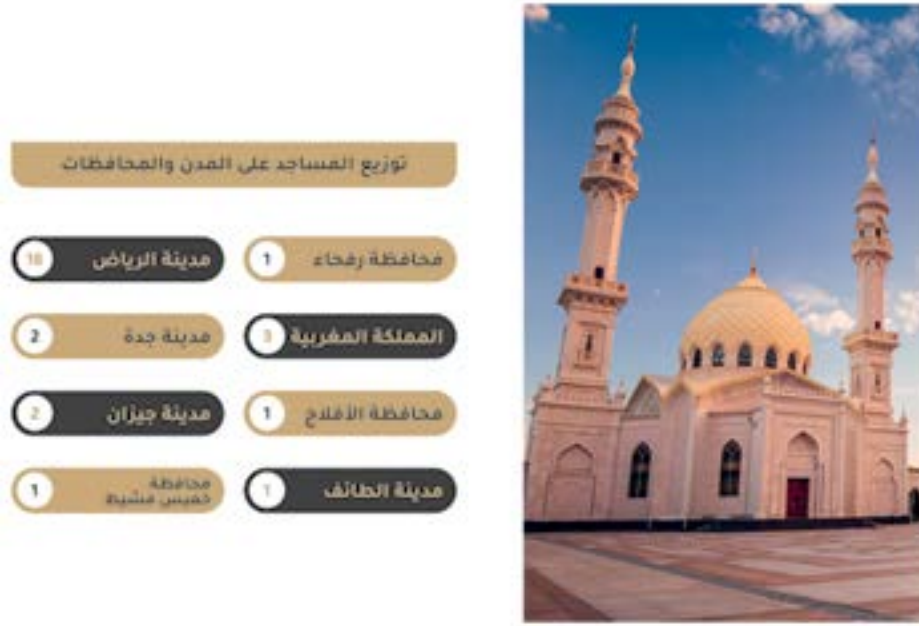 توزيع المساجد على المدن والمحافظات
محافظة رفحاء 1
مدينة الرياض 18
المملكة المغربية 3
مدينة جدة 2
محافظة الأفلاج 1
مدينة جيزان 2
مدينة الطائف 1
محافظة
خميس مشيط 1